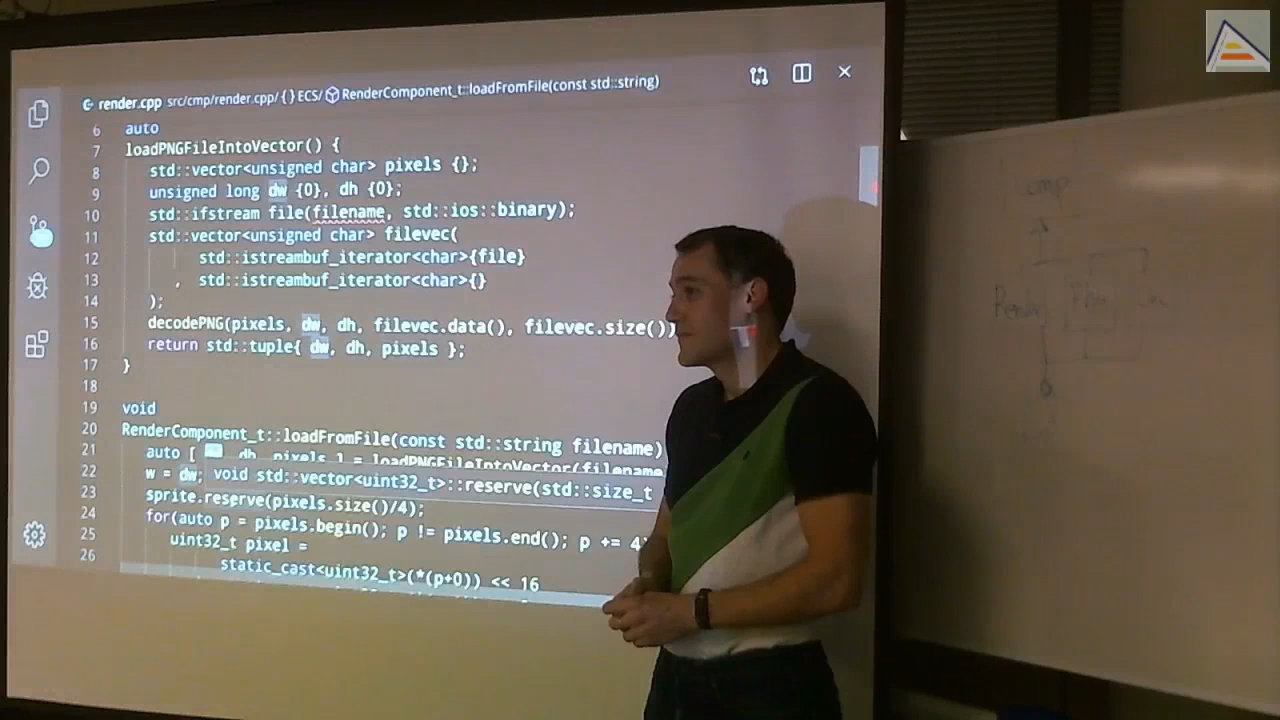 render.cpp src/cmp/render.cpp/ {} ECS/ RenderComponent_t::loadFromFile(const std::string)
6 auto
7 loadPNGFileIntoVector() {
8 std::vector<unsigned char> pixels {};
9 unsigned long dw {0}, dh {0};
10 std::ifstream file(filename, std::ios::binary);
11 std::vector<unsigned char> filevec(
12 std::istreambuf_iterator<char>{file}
13 , std::istreambuf_iterator<char>{}
14 );
15 decodePNG(pixels, dw, dh, filevec.data(), filevec.size())
16 return std::tuple{ dw, dh, pixels };
17 }
18
19 void
20 RenderComponent_t::loadFromFile(const std::string filename)
21 auto [ dh, pixels ] = loadPNGFileIntoVector(filename
22 w = dw; void std::vector<uint32_t>::reserve(std::size_t
23 sprite.reserve(pixels.size()/4);
24 for(auto p = pixels.begin(); p != pixels.end(); p += 4
25 uint32_t pixel =
26 static_cast<uint32_t>(*(p+0)) << 16
cmp